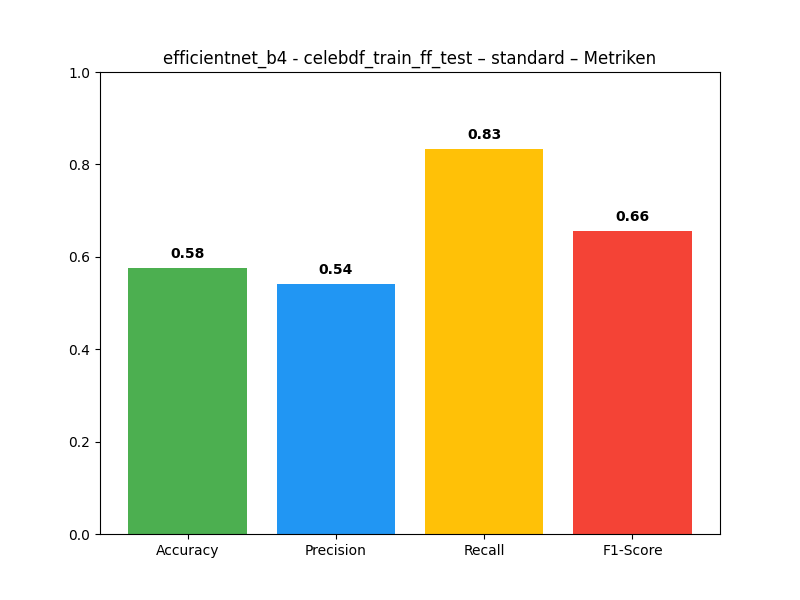 efficientnet_b4 - celebdf_train_ff_test – standard – Metriken
1.0
0.8
0.6
0.4
0.2
0.0
0.58
0.54
0.83
0.66
Accuracy
Precision
Recall
F1-Score